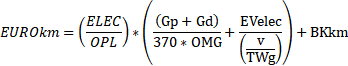 EUROkm = (ELEC/OPL) * ((Gp + Gd)/(370 * OMG) + EVelec/(v/TWg)) + BKkm